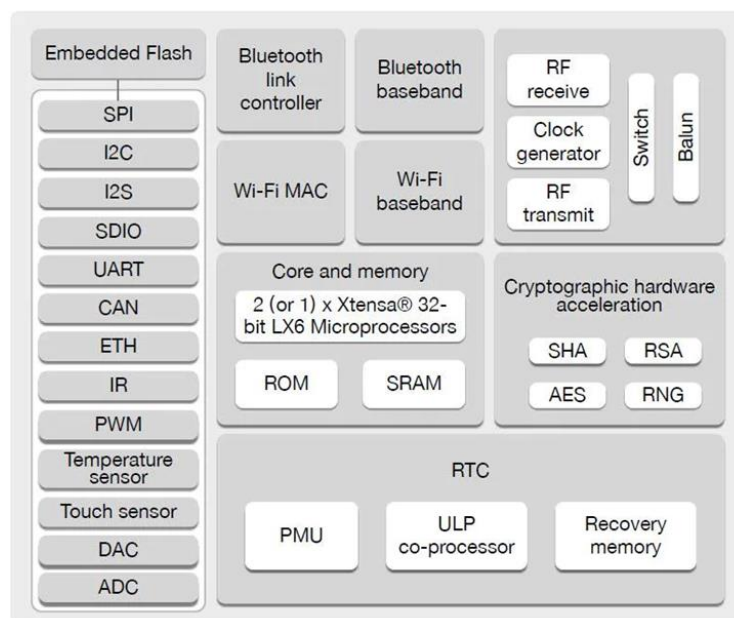 Embedded Flash
SPI
I2C
I2S
SDIO
UART
CAN
ETH
IR
PWM
Temperature
sensor
Touch sensor
DAC
ADC
Bluetooth
link
controller
Bluetooth
baseband
Wi-Fi MAC
Wi-Fi
baseband
RF
receive
Clock
generator
RF
transmit
Switch
Balun
Core and memory
2 (or 1) x Xtensa® 32-
bit LX6 Microprocessors
ROM
SRAM
Cryptographic hardware
acceleration
SHA
RSA
AES
RNG
RTC
PMU
ULP
co-processor
Recovery
memory